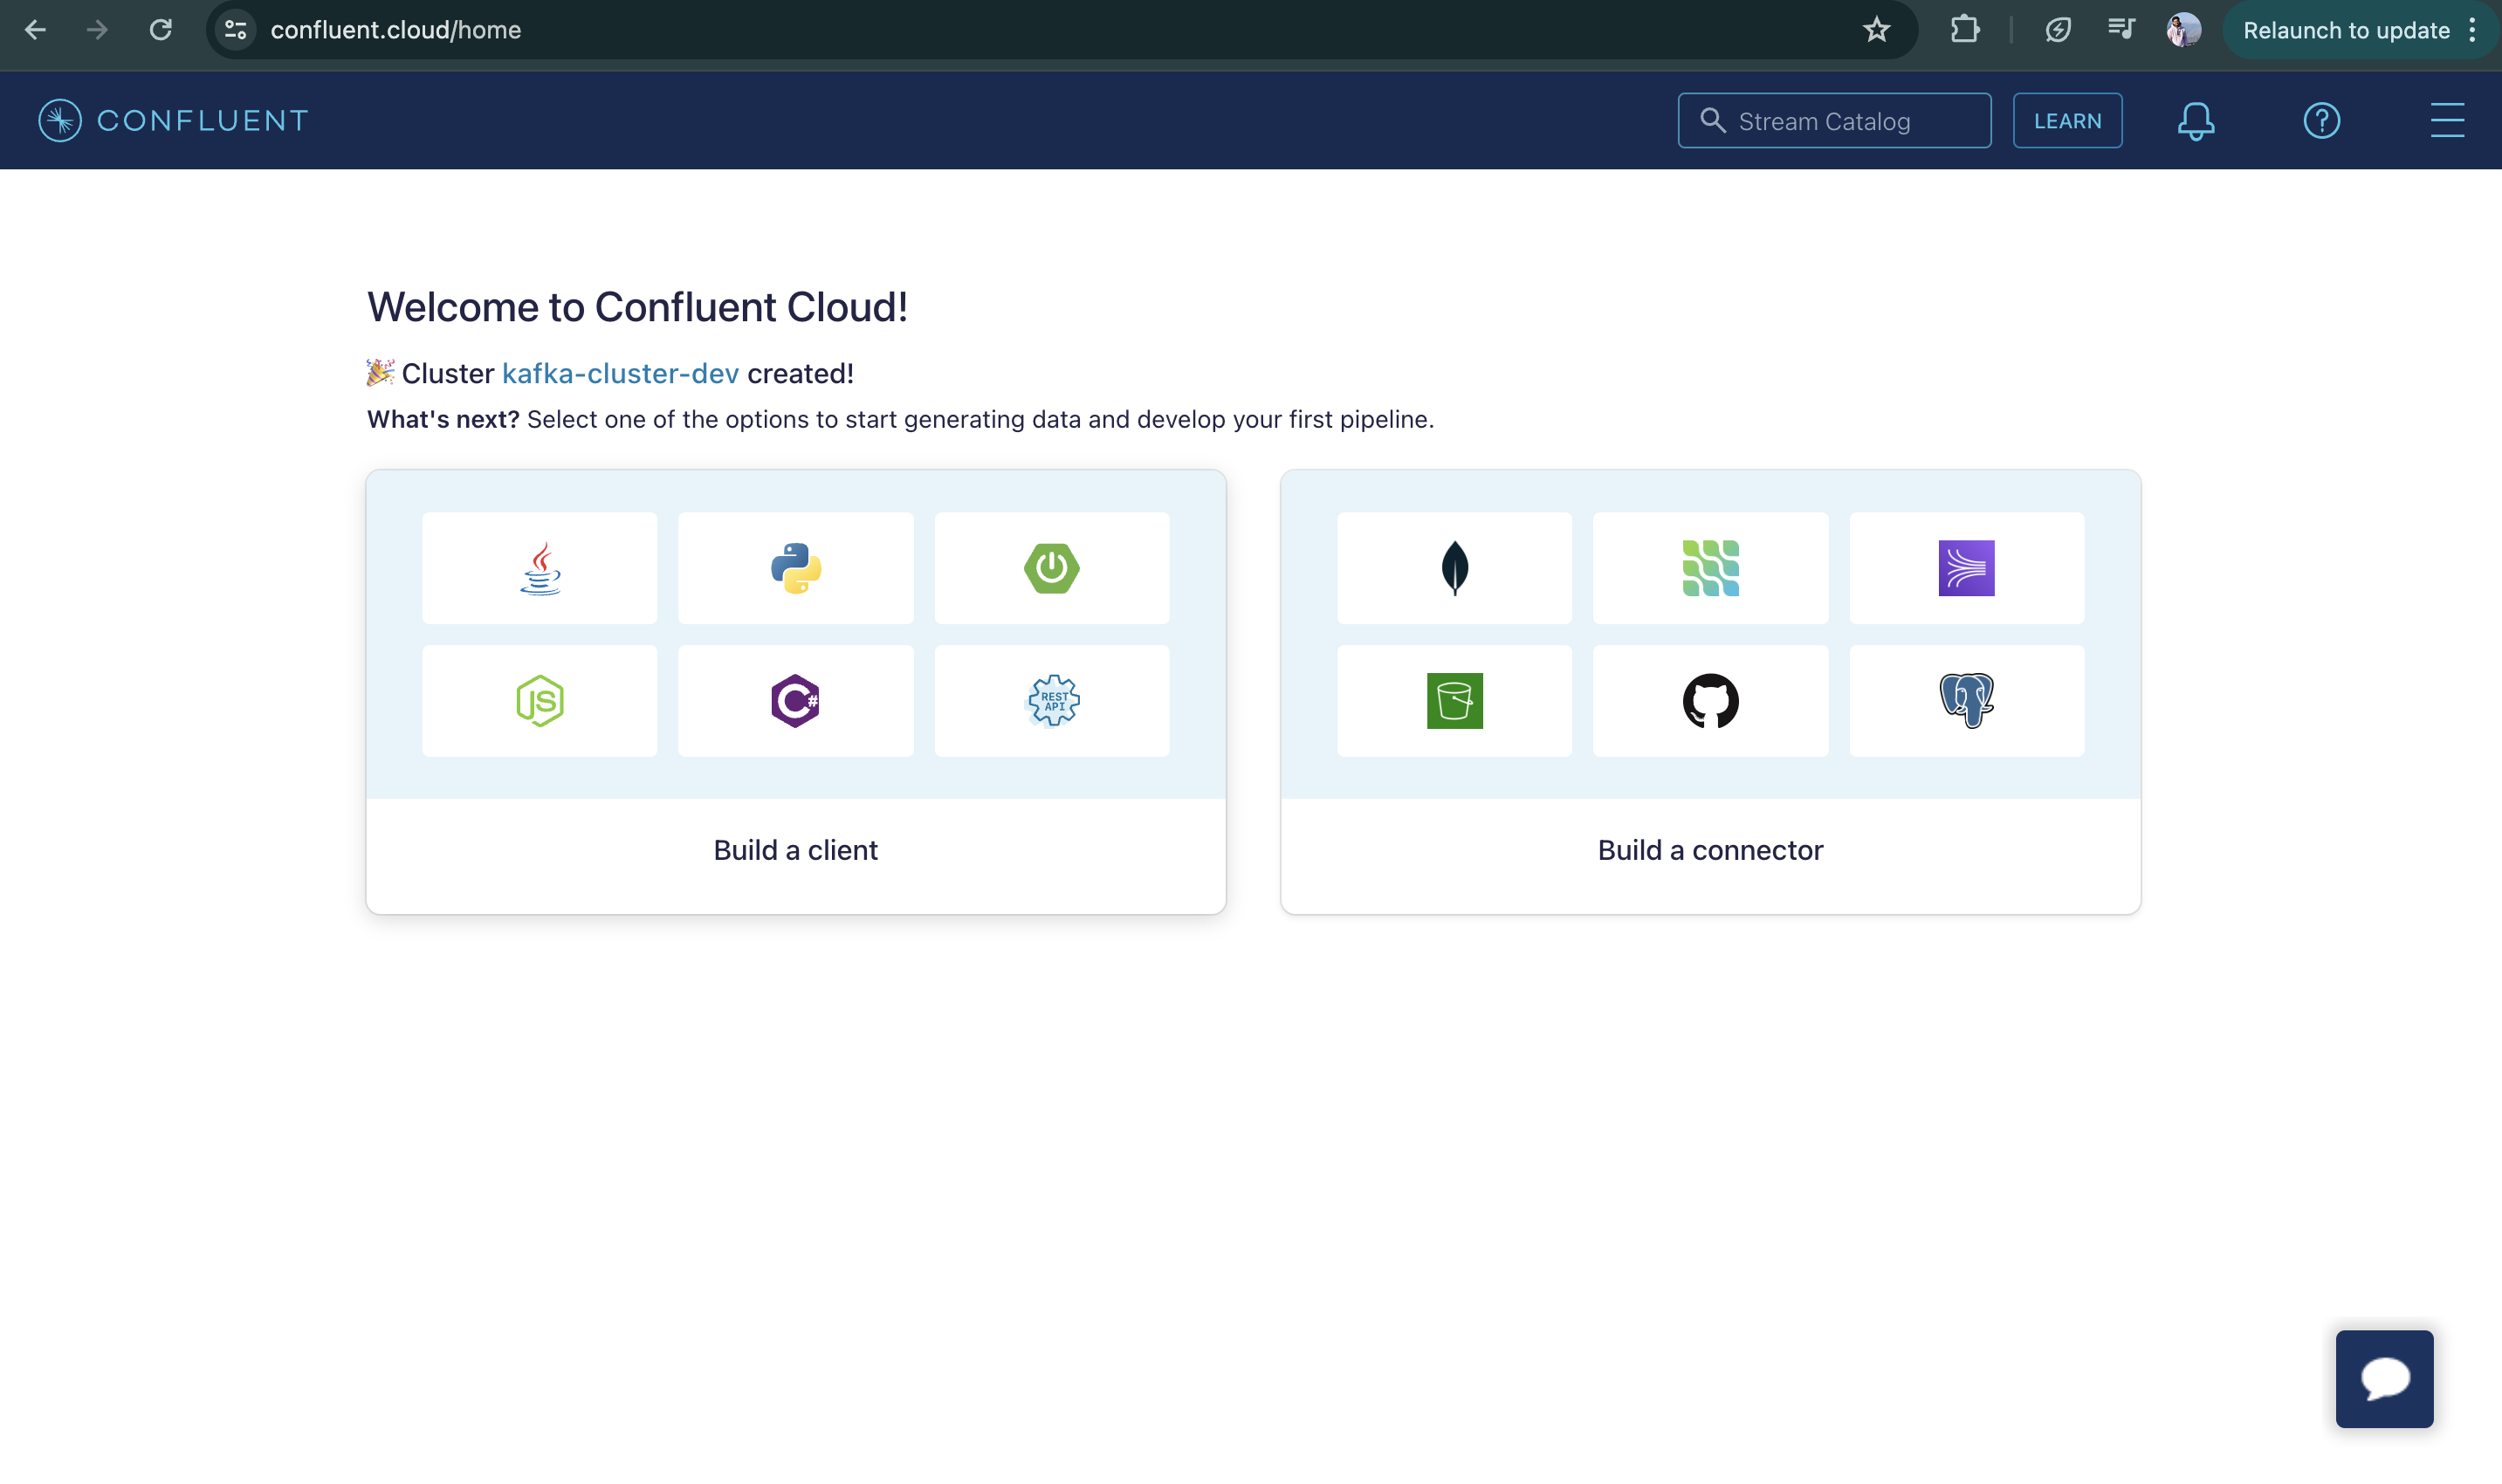 confluent.cloud/home
Relaunch to update
CONFLUENT
Stream Catalog
LEARN
Welcome to Confluent Cloud!
🎉 Cluster kafka-cluster-dev created!
What's next? Select one of the options to start generating data and develop your first pipeline.
JS
C#
REST
API
Build a client
Build a connector